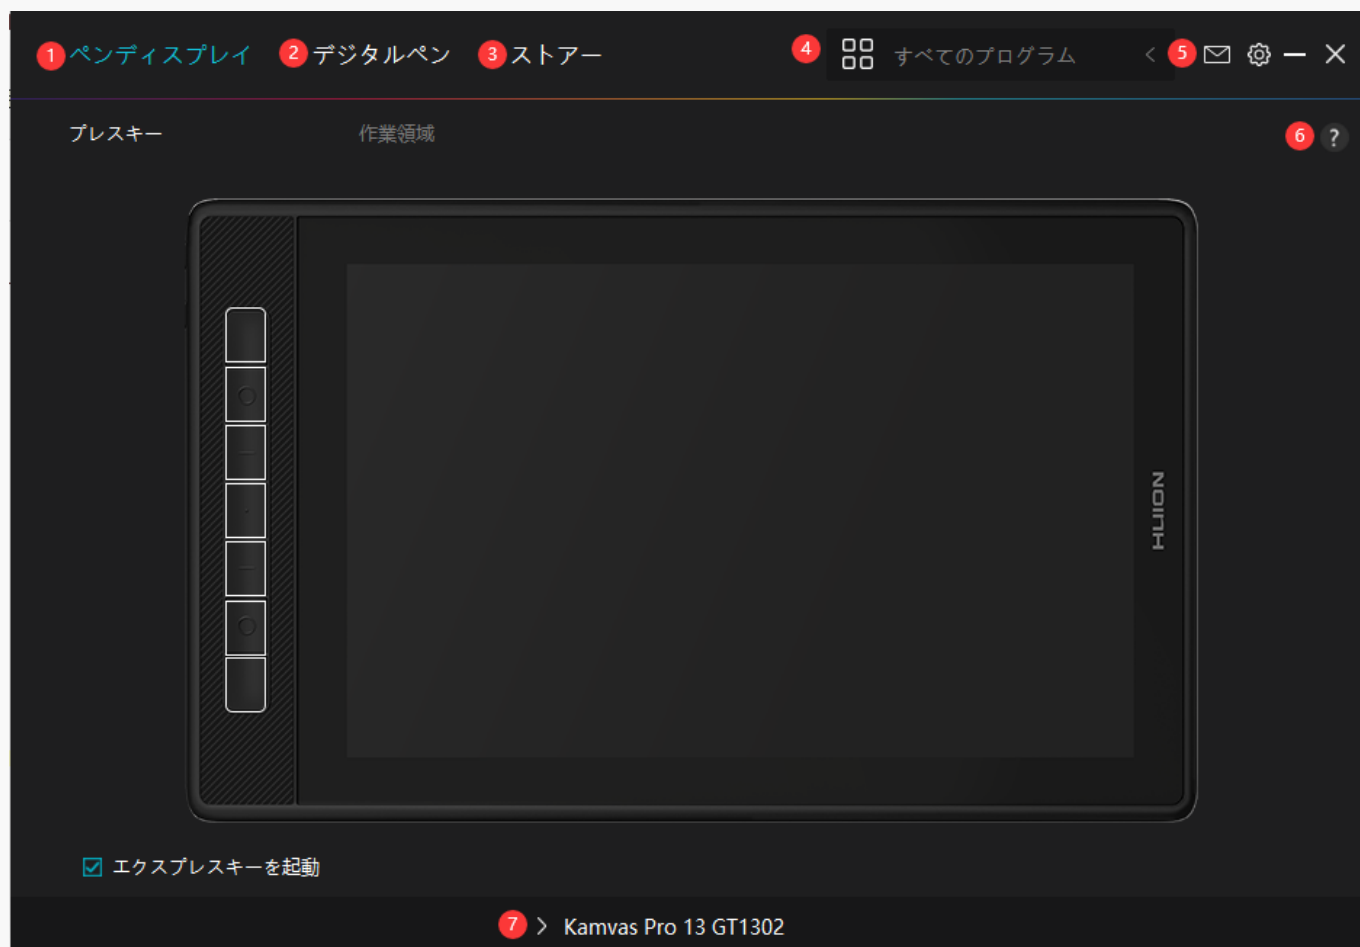 1 ペンディスプレイ 2 デジタルペン 3 ストアー 4 すべてのプログラム < 5
プレスキー 作業領域 6 ?
HUION
エクスプレスキーを起動
7 > Kamvas Pro 13 GT1302